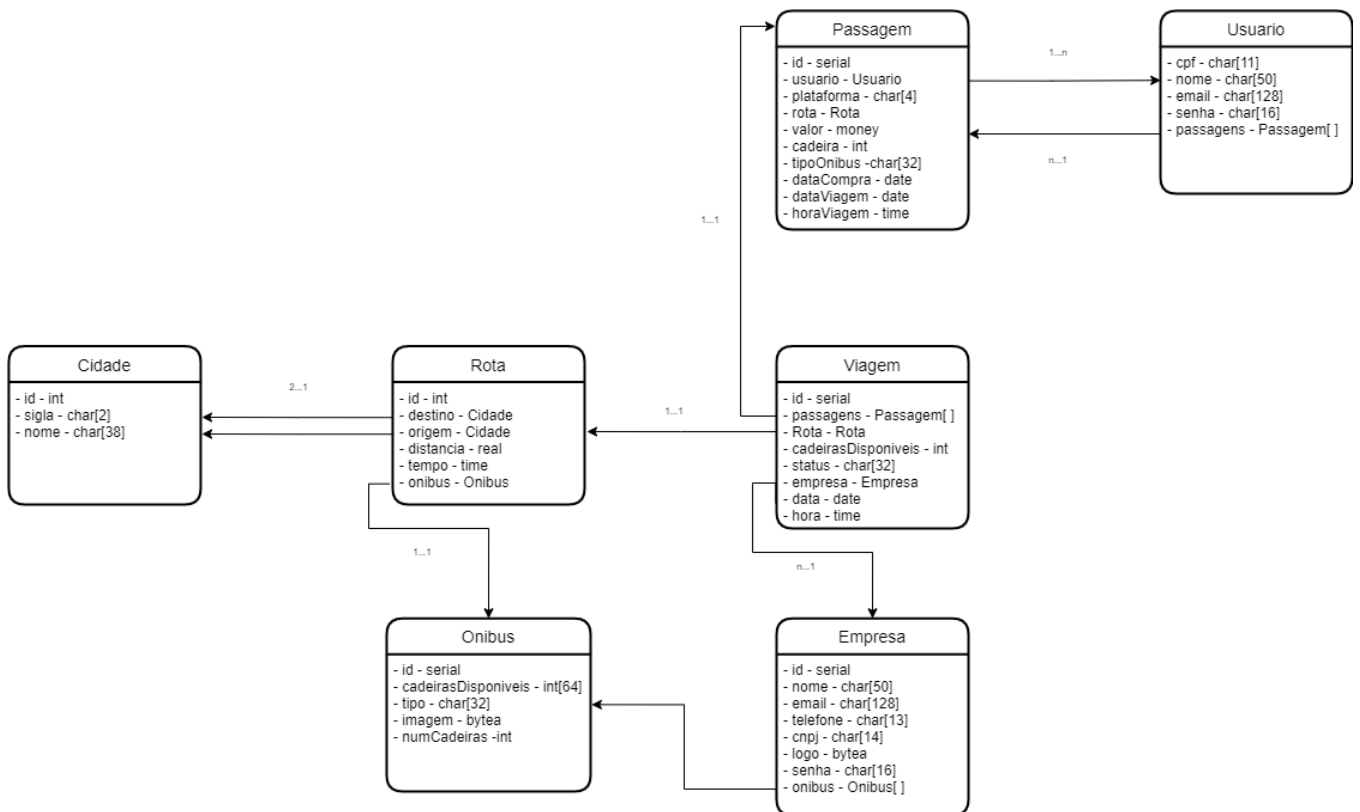 Passagem
- id - serial
- usuario - Usuario
- plataforma - char[4]
- rota - Rota
- valor - money
- cadeira - int
- tipoOnibus -char[32]
- dataCompra - date
- dataViagem - date
- horaViagem - time
1...n
n...1
Usuario
- cpf - char[11]
- nome - char[50]
- email - char[128]
- senha - char[16]
- passagens - Passagem[ ]
1...1
Cidade
- id - int
- sigla - char[2]
- nome - char[38]
2...1
Rota
- id - int
- destino - Cidade
- origem - Cidade
- distancia - real
- tempo - time
- onibus - Onibus
1...1
Viagem
- id - serial
- passagens - Passagem[ ]
- Rota - Rota
- cadeirasDisponiveis - int
- status - char[32]
- empresa - Empresa
- data - date
- hora - time
1...1
n...1
Onibus
- id - serial
- cadeirasDisponiveis - int[64]
- tipo - char[32]
- imagem - bytea
- numCadeiras -int
Empresa
- id - serial
- nome - char[50]
- email - char[128]
- telefone - char[13]
- cnpj - char[14]
- logo - bytea
- senha - char[16]
- onibus - Onibus[ ]